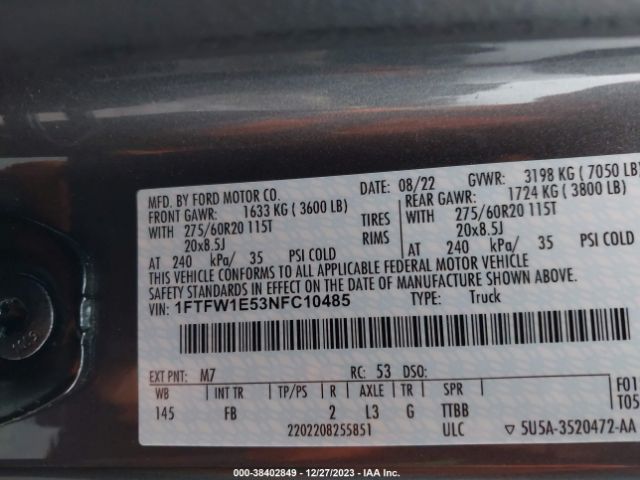 MFD. BY FORD MOTOR CO. DATE: 08/22 GVWR: 3198 KG ( 7050 LB)
FRONT GAWR: 1633 KG ( 3600 LB) REAR GAWR: 1724 KG ( 3800 LB)
WITH 275/60R20 115T TIRES WITH 275/60R20 115T
20x8.5J RIMS 20x8.5J
AT 240 kPa/ 35 PSI COLD AT 240 kPa/ 35 PSI COLD
THIS VEHICLE CONFORMS TO ALL APPLICABLE FEDERAL MOTOR VEHICLE
SAFETY STANDARDS IN EFFECT ON THE DATE OF MANUFACTURE SHOWN ABOVE.
VIN: 1FTFW1E53NFC10485 TYPE: Truck
EXT PNT: M7 RC: 53 DSO:
WB INT TR TP/PS R AXLE TR SPR F01
145 FB 2 L3 G TTBB T05
2202208255851 ULC ▽ 5U5A-3520472-AA
000-38402849 - 12/27/2023 - IAA Inc.